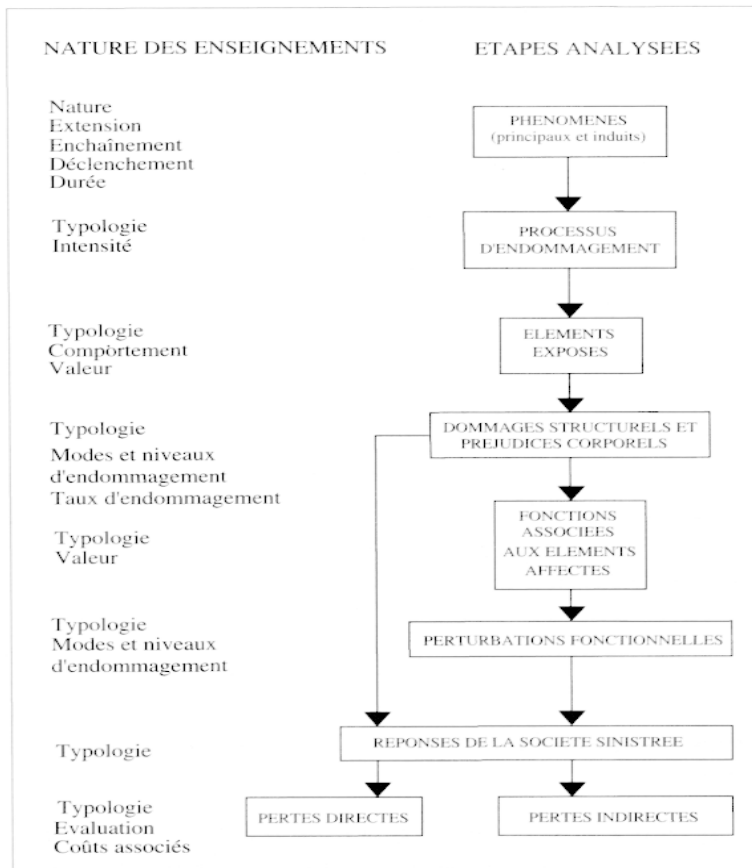 NATURE DES ENSEIGNEMENTS
ETAPES ANALYSEES
Nature
Extension
Enchaînement
Déclenchement
Durée
PHENOMENES
(principaux et induits)
Typologie
Intensité
PROCESSUS
D'ENDOMMAGEMENT
Typologie
Compòrtement
Valeur
ELEMENTS
EXPOSES
Typologie
Modes et niveaux
d'endommagement
Taux d'endommagement
DOMMAGES STRUCTURELS ET
PREJUDICES CORPORELS
Typologie
Valeur
FONCTIONS
ASSOCIEES
AUX ELEMENTS
AFFECTES
Typologie
Modes et niveaux
d'endommagement
PERTURBATIONS FONCTIONNELLES
Typologie
REPONSES DE LA SOCIETE SINISTREE
Typologie
Evaluation
Coûts associés
PERTES DIRECTES
PERTES INDIRECTES